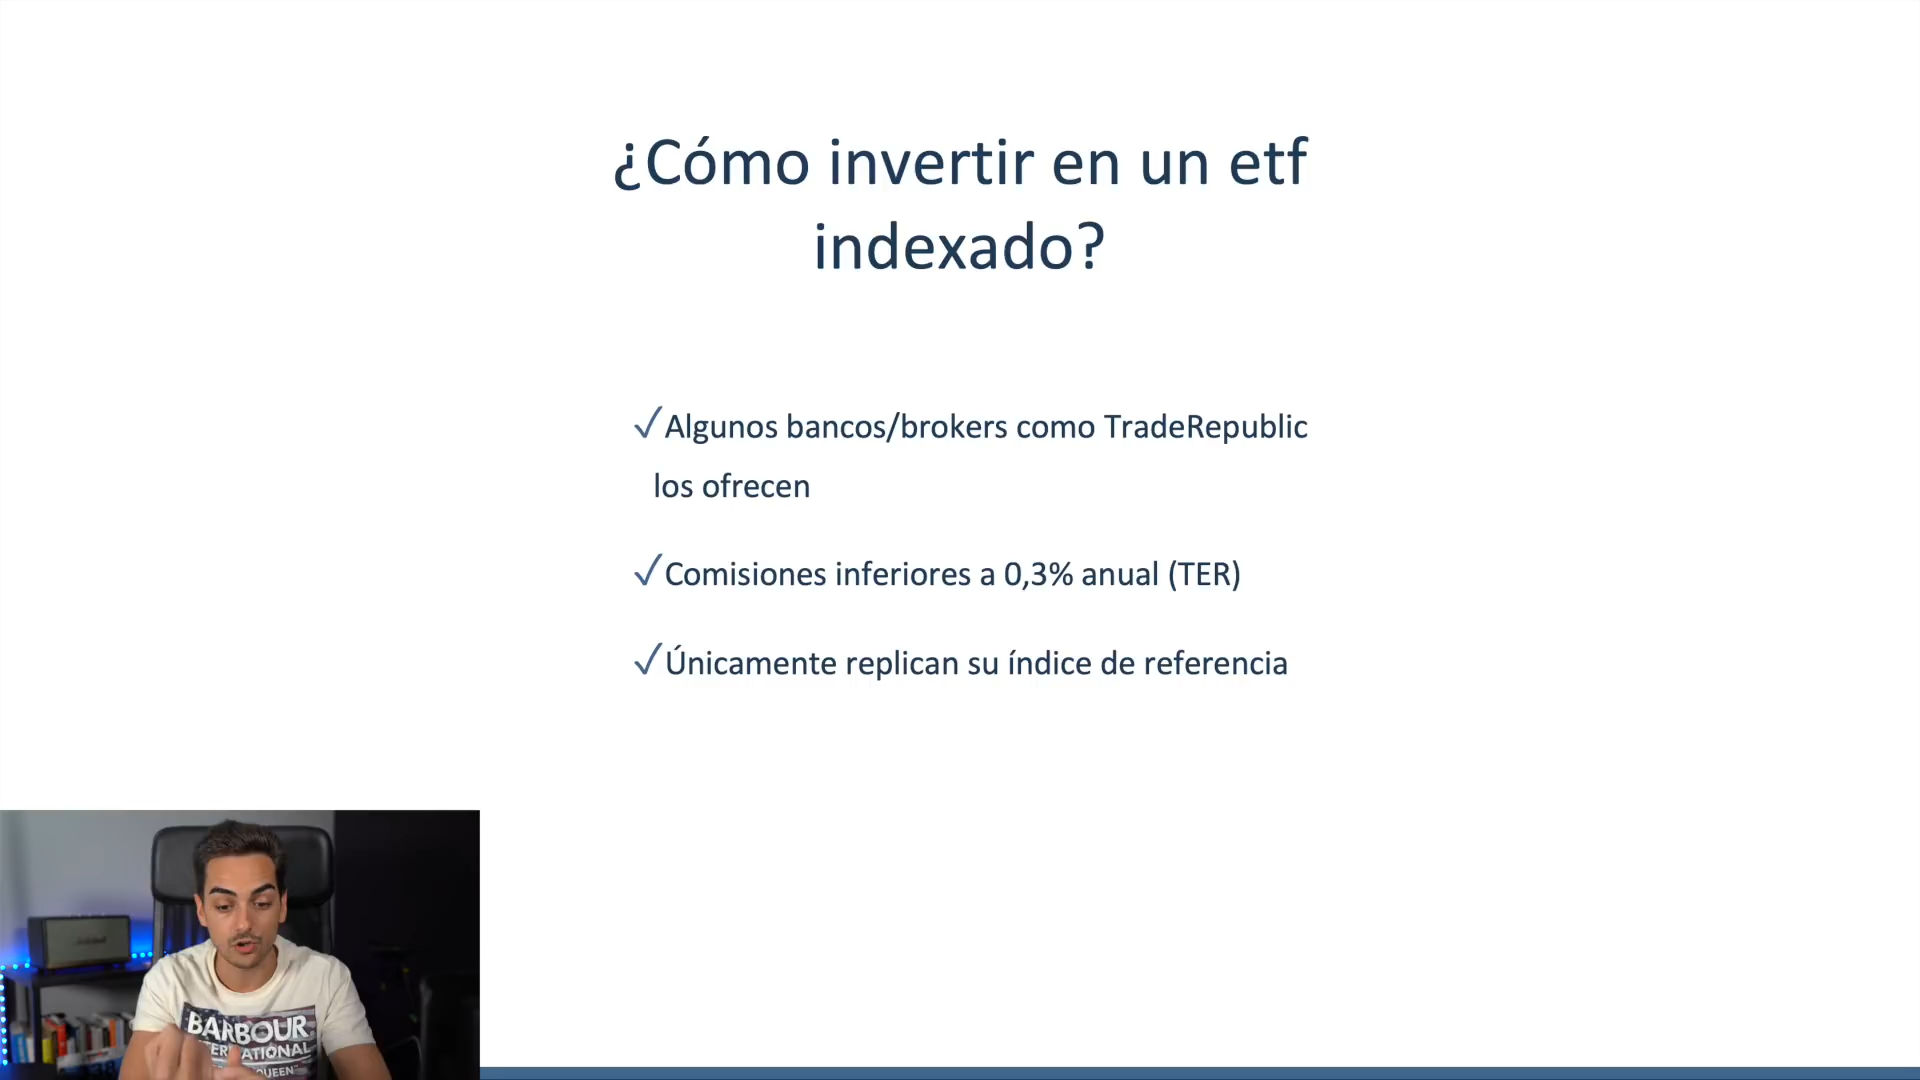 ¿Cómo invertir en un etf
indexado?
✓Algunos bancos/brokers como TradeRepublic
los ofrecen
✓Comisiones inferiores a 0,3% anual (TER)
✓Únicamente replican su índice de referencia
BARBOUR